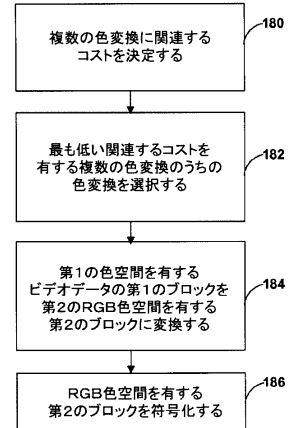 複数の色変換に関連する
コストを決定する
180
最も低い関連するコストを
有する複数の色変換のうちの
色変換を選択する
182
第1の色空間を有する
ビデオデータの第1のブロックを
第2のRGB色空間を有する
第2のブロックに変換する
184
RGB色空間を有する
第2のブロックを符号化する
186